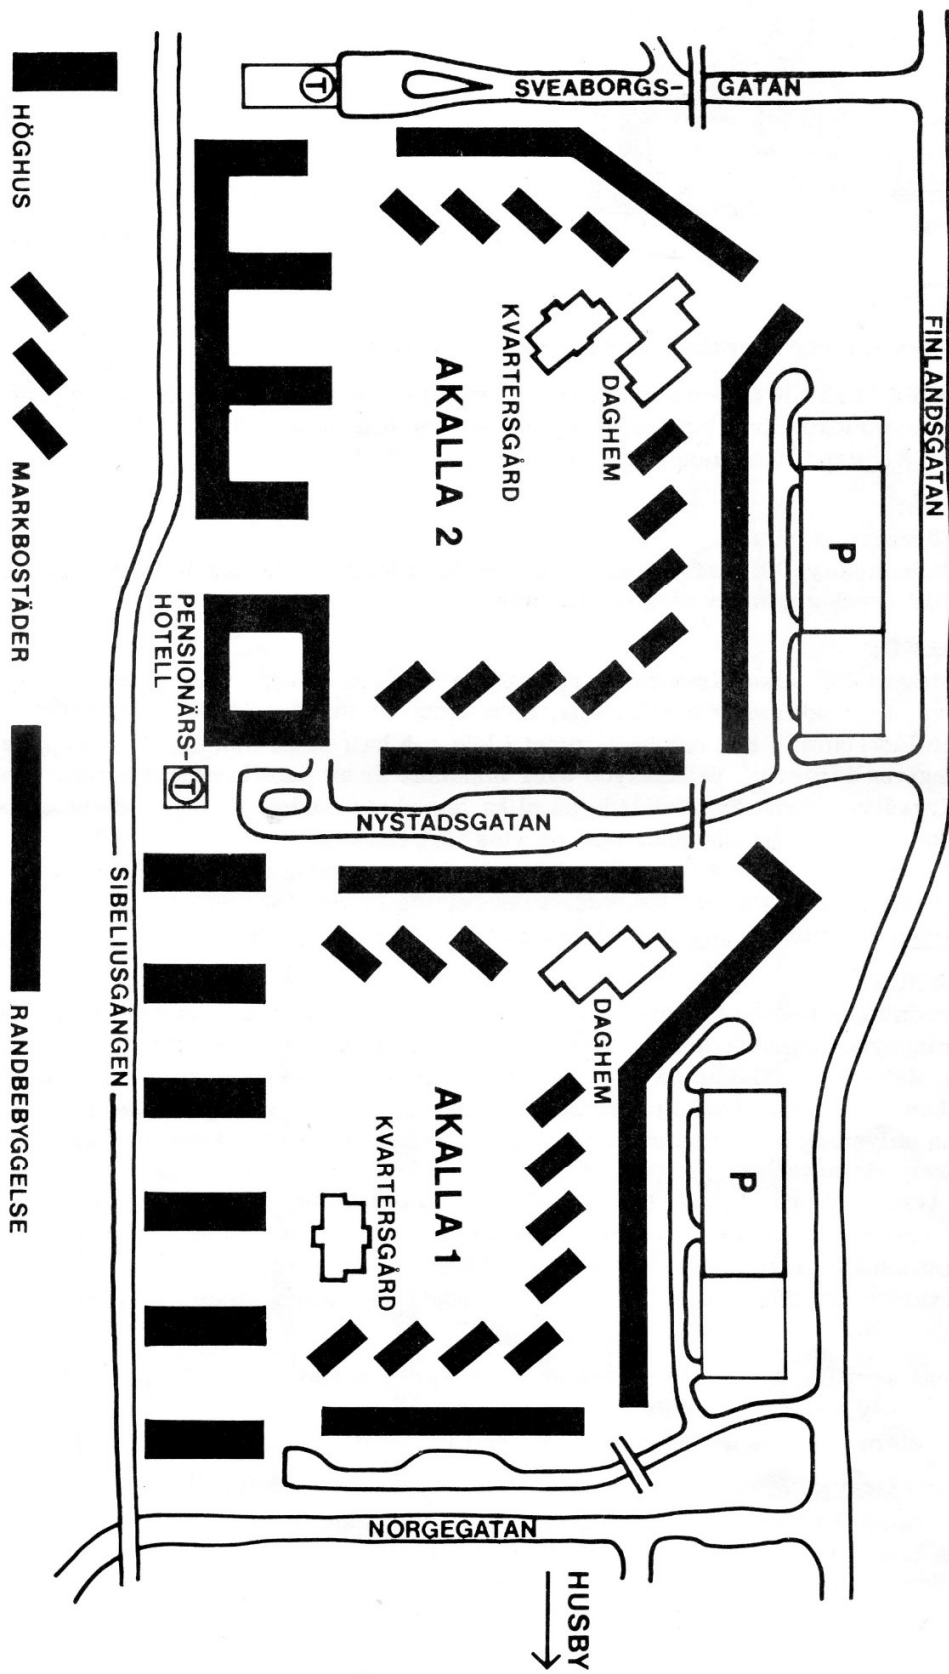 SVEABORGS-GATAN
FINLANDSGATAN
T
P
DAGHEM
KVARTERSGÅRD
AKALLA 2
PENSIONÄRS-
HOTELL
T
NYSTADSGATAN
SIBELIUSGÅNGEN
DAGHEM
P
AKALLA 1
KVARTERSGÅRD
NORGEGATAN
HUSBY
HÖGHUS
MARKBOSTÄDER
RANDBEBYGGELSE